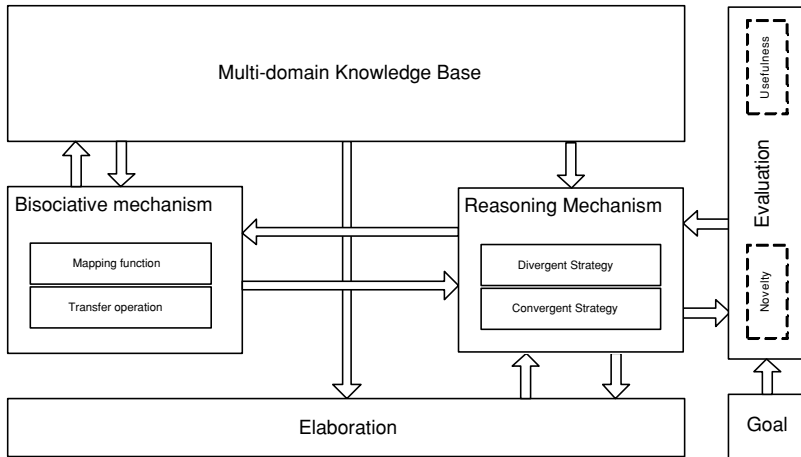 Multi-domain Knowledge Base
Usefulness
Evaluation
Novelty
Bisociative mechanism
Mapping function
Transfer operation
Reasoning Mechanism
Divergent Strategy
Convergent Strategy
Elaboration
Goal